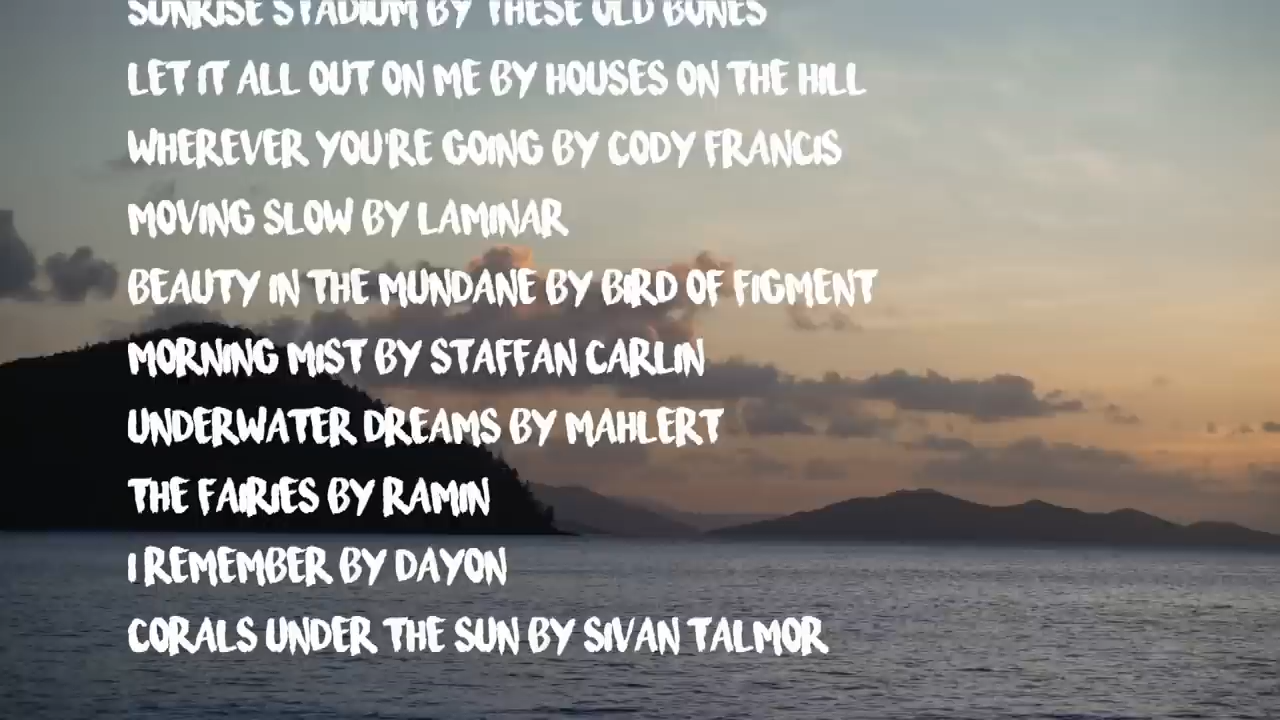 SUNRISE STADIUM BY THESE OLD BONES
LET IT ALL OUT ON ME BY HOUSES ON THE HILL
WHEREVER YOU'RE GOING BY CODY FRANCIS
MOVING SLOW BY LAMINAR
BEAUTY IN THE MUNDANE BY BIRD OF FIGMENT
MORNING MIST BY STAFFAN CARLIN
UNDERWATER DREAMS BY MAHLERT
THE FAIRIES BY RAMIN
I REMEMBER BY DAYON
CORALS UNDER THE SUN BY SIVAN TALMOR